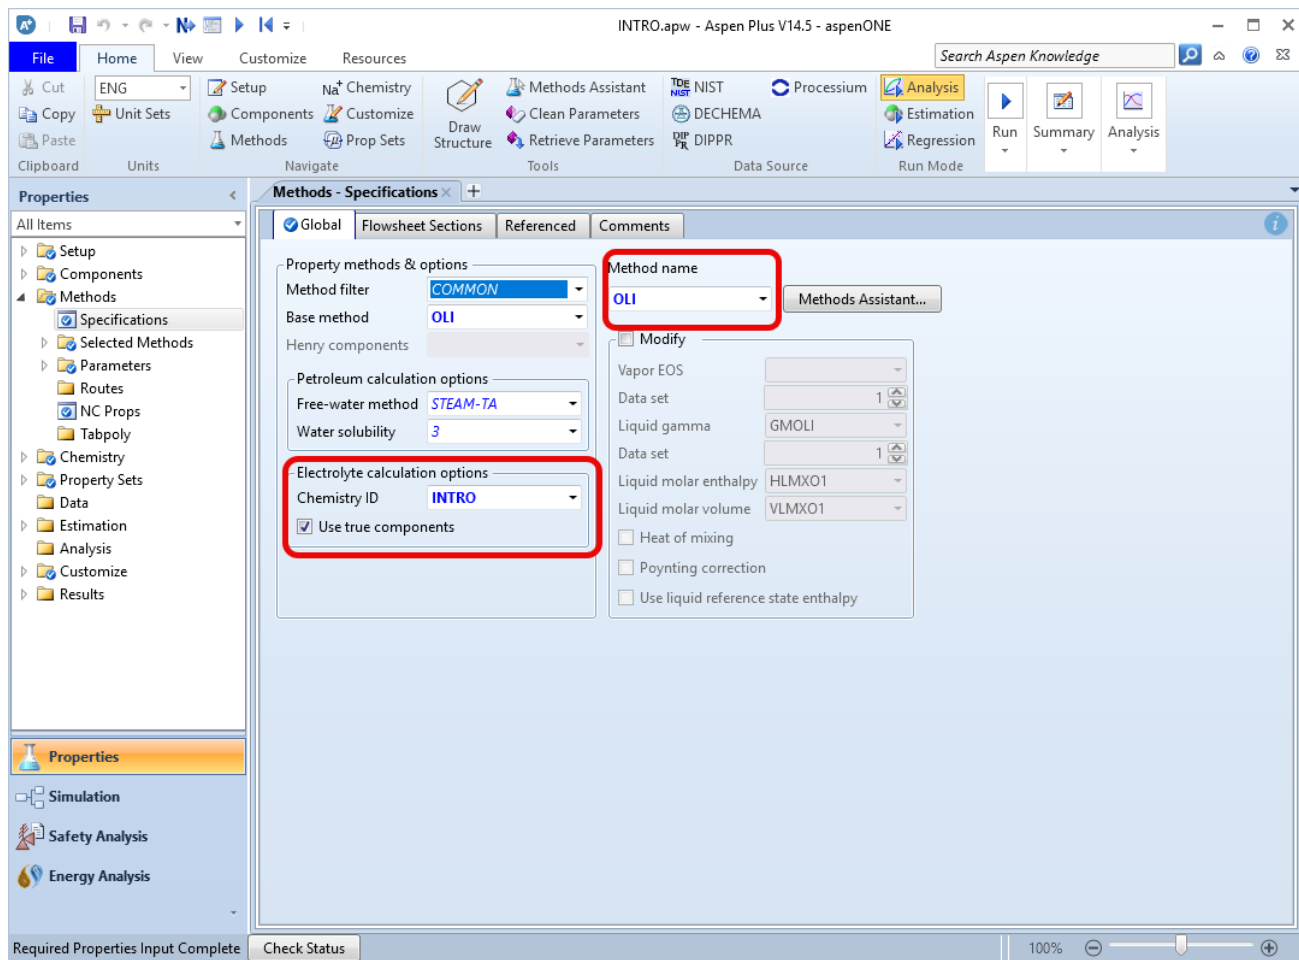 INTRO.apw - Aspen Plus V14.5 - aspenONE
File Home View Customize Resources Search Aspen Knowledge
Cut ENG Setup Na+ Chemistry Methods Assistant NIST Processium Analysis
Copy Unit Sets Components Customize Clean Parameters DECHEMA Estimation
Paste Methods Prop Sets Draw Structure Retrieve Parameters DIPPR Regression Run Summary Analysis
Clipboard Units Navigate Tools Data Source Run Mode
Properties <
Methods - Specifications × +
All Items
Global Flowsheet Sections Referenced Comments
Setup
Components
Methods
Specifications
Selected Methods
Parameters
Routes
NC Props
Tabpoly
Chemistry
Property Sets
Data
Estimation
Analysis
Customize
Results
Property methods & options
Method filter COMMON
Base method OLI
Henry components
Petroleum calculation options
Free-water method STEAM-TA
Water solubility 3
Electrolyte calculation options
Chemistry ID INTRO
Use true components
Method name
OLI Methods Assistant...
Modify
Vapor EOS
Data set 1
Liquid gamma GMOLI
Data set 1
Liquid molar enthalpy HLMXO1
Liquid molar volume VLMXO1
Heat of mixing
Poynting correction
Use liquid reference state enthalpy
Properties
Simulation
Safety Analysis
Energy Analysis
Required Properties Input Complete Check Status 100%